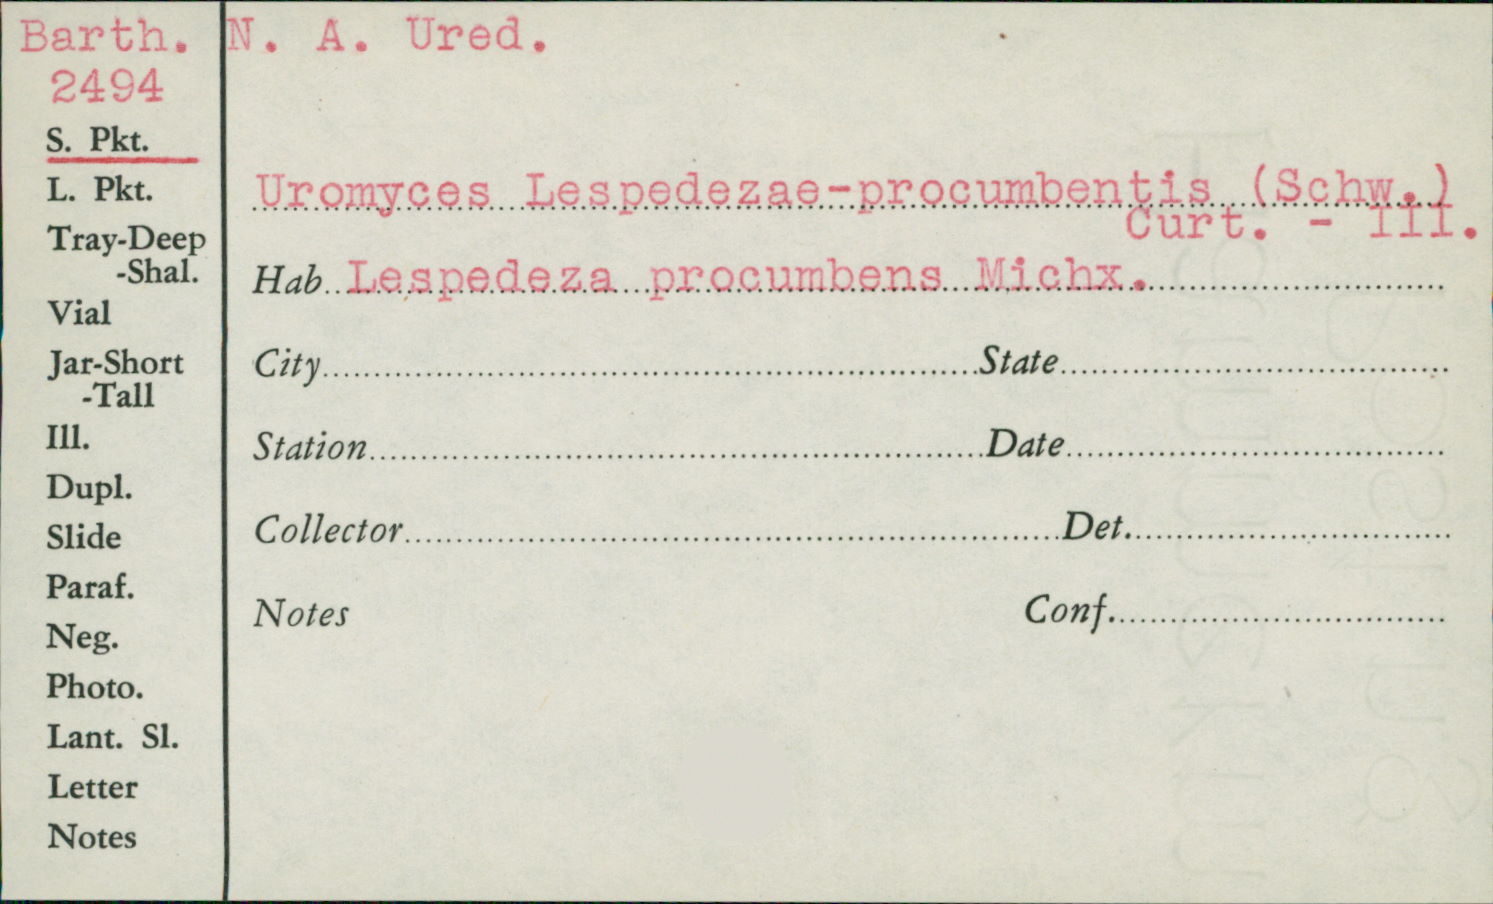 Barth. N. A. Ured.
2494
S. Pkt.
L. Pkt.
Tray-Deep
-Shal.
Vial
Jar-Short
-Tall
Ill.
Dupl.
Slide
Paraf.
Neg.
Photo.
Lant. Sl.
Letter
Notes
Uromyces Lespedezae-procumbentis (Schw.)
Curt. - III.
Hab Lespedeza procumbens Michx.
City State
Station Date
Collector Det.
Notes Conf.